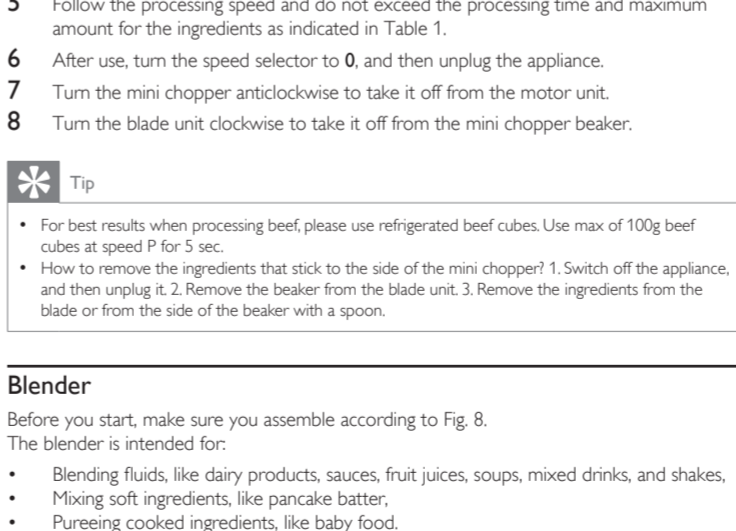 5 Follow the processing speed and do not exceed the processing time and maximum
amount for the ingredients as indicated in Table 1.
6 After use, turn the speed selector to 0, and then unplug the appliance.
7 Turn the mini chopper anticlockwise to take it off from the motor unit.
8 Turn the blade unit clockwise to take it off from the mini chopper beaker.
Tip
• For best results when processing beef, please use refrigerated beef cubes. Use max of 100g beef
cubes at speed P for 5 sec.
• How to remove the ingredients that stick to the side of the mini chopper? 1. Switch off the appliance,
and then unplug it. 2. Remove the beaker from the blade unit. 3. Remove the ingredients from the
blade or from the side of the beaker with a spoon.
Blender
Before you start, make sure you assemble according to Fig. 8.
The blender is intended for:
• Blending fluids, like dairy products, sauces, fruit juices, soups, mixed drinks, and shakes,
• Mixing soft ingredients, like pancake batter,
• Pureeing cooked ingredients, like baby food.